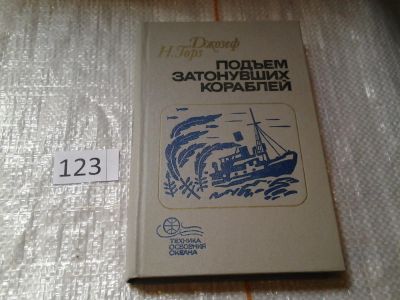 Джозеф
Н. Горз
ПОДЪЕМ
ЗАТОНУВШИХ
КОРАБЛЕЙ
123
ТЕХНИКА
ОСВОЕНИЯ
ОКЕАНА